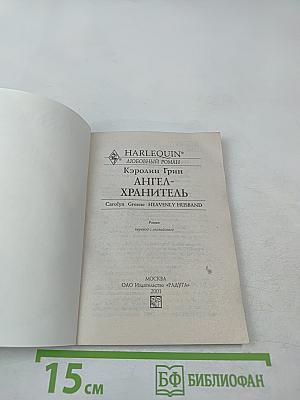 HARLEQUIN®
ЛЮБОВНЫЙ РОМАН
Кэролин Грин
АНГЕЛ-
ХРАНИТЕЛЬ
Carolyn Greene HEAVENLY HUSBAND
Роман
перевод с английского
МОСКВА
ОАО Издательство «РАДУГА»
2001
15 см
БФ БИБЛИОФАН